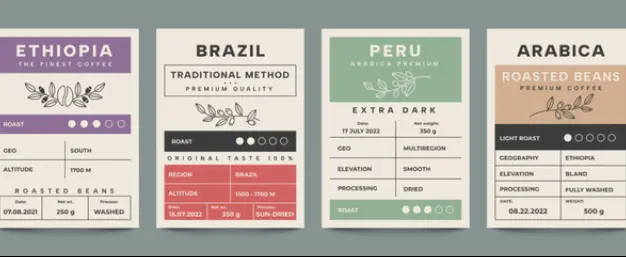 ETHIOPIA
THE FINEST COFFEE
ROAST
GEO SOUTH
ALTITUDE 1700 M
ROASTED BEANS
Date: Net wt. Process:
07.08.2021 250 g WASHED
BRAZIL
TRADITIONAL METHOD
PREMIUM QUALITY
ROAST
ORIGINAL TASTE 100%
REGION BRAZIL
ALTITUDE 1500 - 1750 M
Date: Net wt. Process:
15.07.2022 350 g SUN-DRIED
PERU
ARABICA PREMIUM
EXTRA DARK
Date: Net weight:
17 JULY 2022 350 g
GEO MULTIREGION
ELEVATION SMOOTH
PROCESSING DRIED
ROAST
ARABICA
ROASTED BEANS
PREMIUM COFFEE
LIGHT ROAST
GEOGRAPHY ETHIOPIA
ELEVATION BLAND
PROCESSING FULLY WASHED
DATE: WEIGHT:
08.22.2022 500 g